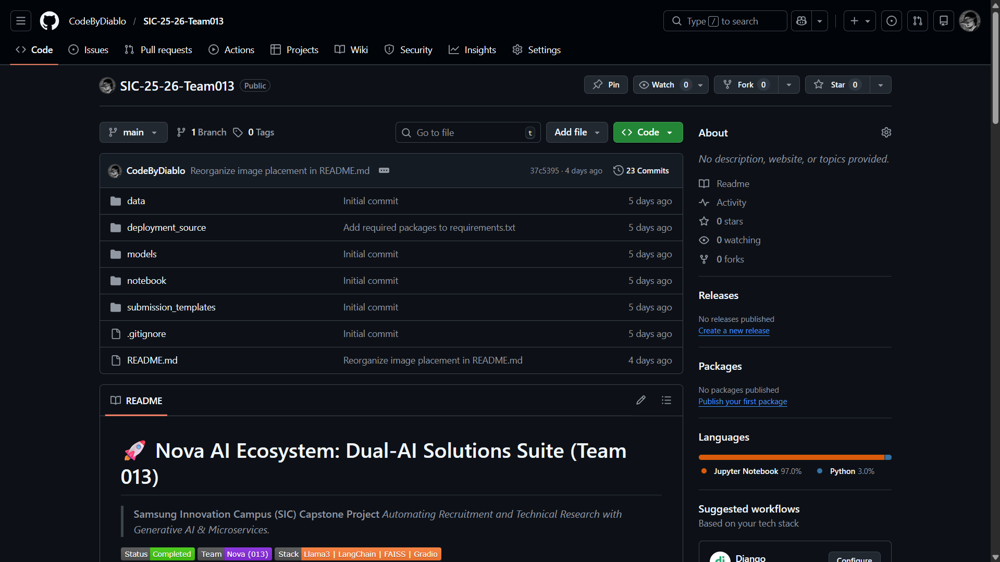 CodeByDiablo / SIC-25-26-Team013
Type / to search
Code Issues Pull requests Actions Projects Wiki Security Insights Settings
SIC-25-26-Team013 Public
Pin Watch 0 Fork 0 Star 0
main 1 Branch 0 Tags
Go to file t Add file Code
CodeByDiablo Reorganize image placement in README.md 37c5395 · 4 days ago 23 Commits
data Initial commit 5 days ago
deployment_source Add required packages to requirements.txt 5 days ago
models Initial commit 5 days ago
notebook Initial commit 5 days ago
submission_templates Initial commit 5 days ago
.gitignore Initial commit 5 days ago
README.md Reorganize image placement in README.md 4 days ago
README
🚀 Nova AI Ecosystem: Dual-AI Solutions Suite (Team
013)
Samsung Innovation Campus (SIC) Capstone Project Automating Recruitment and Technical Research with
Generative AI & Microservices.
Status Completed Team Nova (013) Stack Llama3 | LangChain | FAISS | Gradio
About
No description, website, or topics provided.
Readme
Activity
0 stars
0 watching
0 forks
Releases
No releases published
Create a new release
Packages
No packages published
Publish your first package
Languages
Jupyter Notebook 97.0% Python 3.0%
Suggested workflows
Based on your tech stack
dj Django Configure